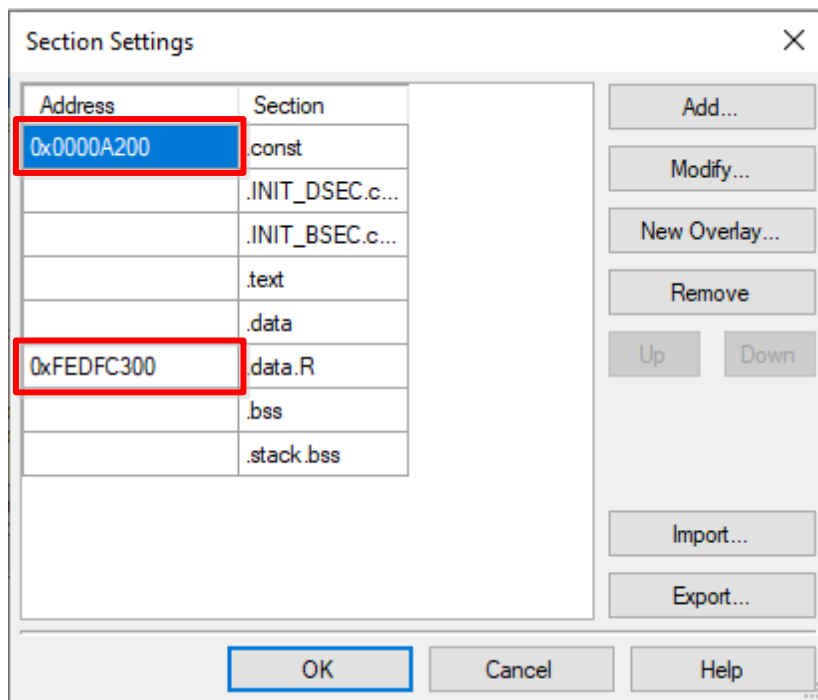 Section Settings
Address Section Add...
0x0000A200 .const
Modify...
.INIT_DSEC.c...
.INIT_BSEC.c... New Overlay...
.text
Remove
.data
0xFEDFC300 .data.R Up Down
.bss
.stack.bss
Import...
Export...
OK Cancel Help